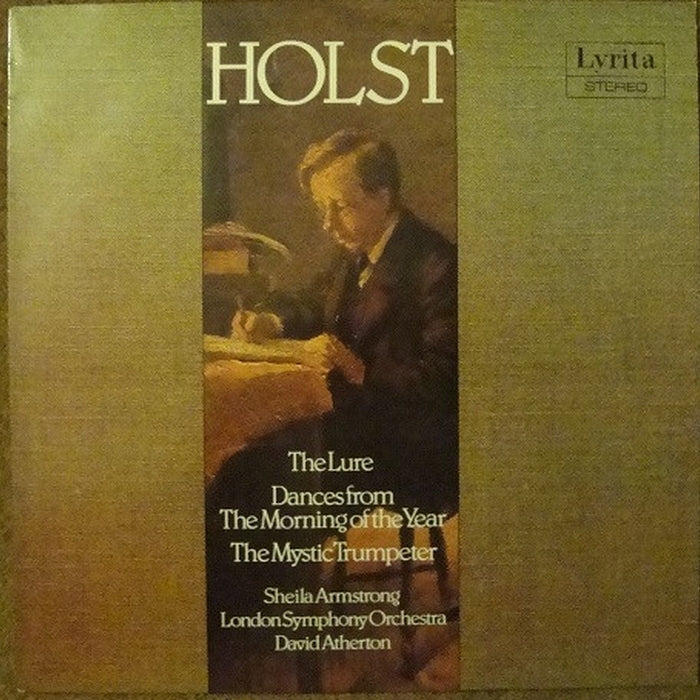 HOLST
Lyrita
STEREO
The Lure
Dances from
The Morning of the Year
The Mystic Trumpeter
Sheila Armstrong
London Symphony Orchestra
David Atherton